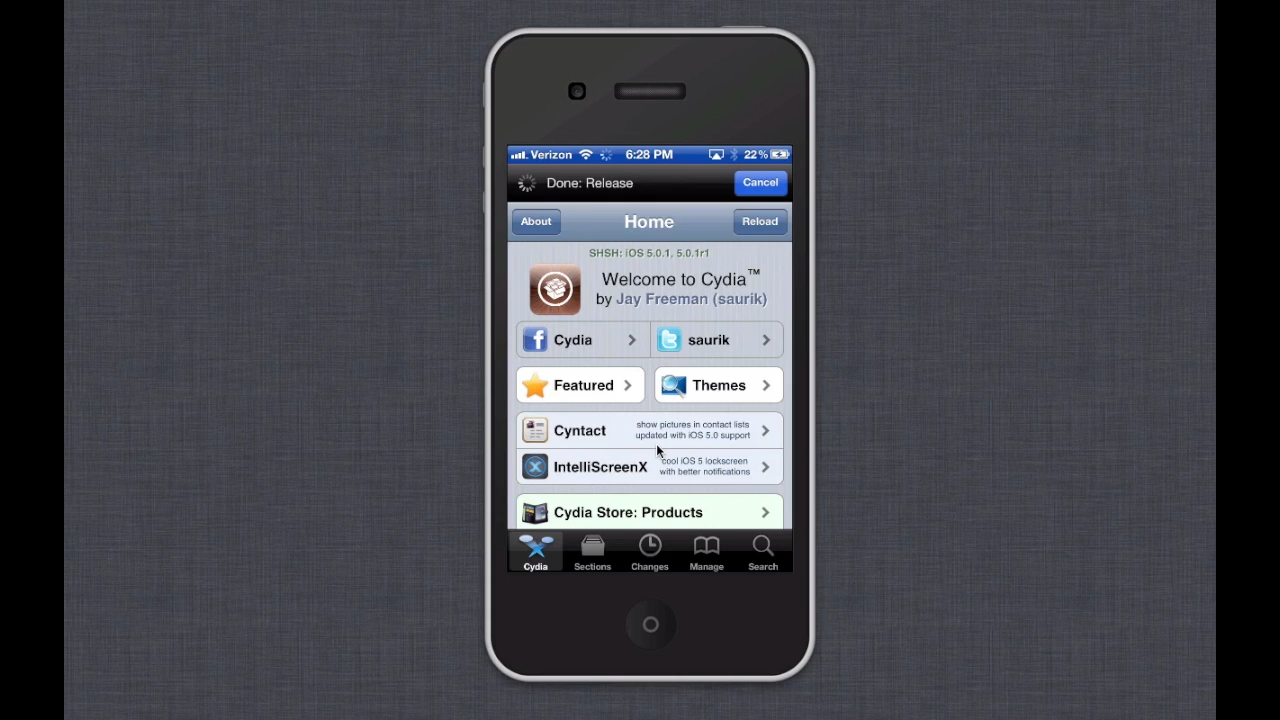 Verizon 6:28 PM 22%
Done: Release Cancel
About Home Reload
SHSH: iOS 5.0.1, 5.0.1r1
Welcome to Cydia™
by Jay Freeman (saurik)
Cydia saurik
Featured Themes
Cyntact show pictures in contact lists
updated with iOS 5.0 support
IntelliScreenX cool iOS 5 lockscreen
with better notifications
Cydia Store: Products
Cydia Sections Changes Manage Search